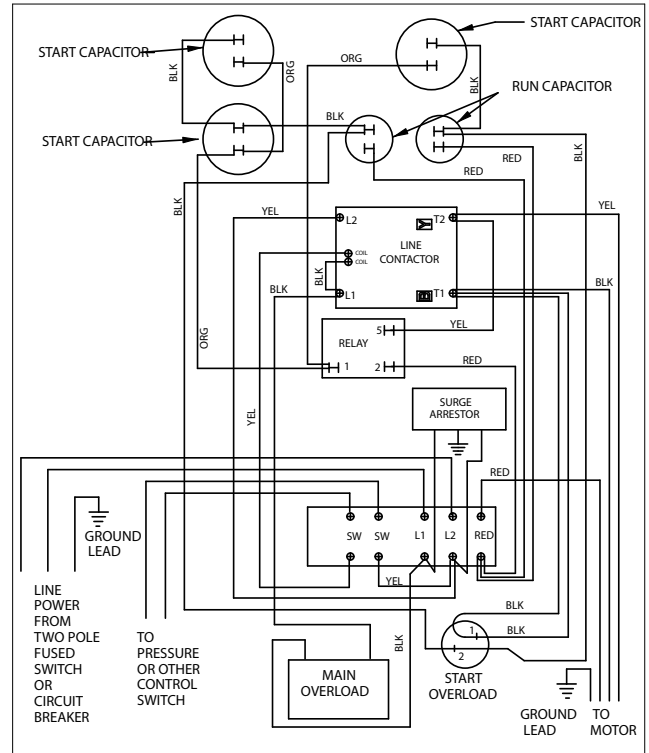 START CAPACITOR
START CAPACITOR
ORG
BLK
ORG
BLK
RUN CAPACITOR
START CAPACITOR
BLK
RED
BLK
RED
BLK
YEL
L2
T2
Y
YEL
COIL
COIL
LINE
CONTACTOR
BLK
BLK
L1
B
T1
BLK
ORG
5
YEL
RELAY
1
2
RED
YEL
SURGE
ARRESTOR
RED
GROUND
LEAD
SW
SW
L1
L2
RED
YEL
LINE
POWER
FROM
TWO POLE
FUSED
SWITCH
OR
CIRCUIT
BREAKER
TO
PRESSURE
OR OTHER
CONTROL
SWITCH
MAIN
OVERLOAD
BLK
BLK
1
BLK
2
START
OVERLOAD
GROUND
LEAD
TO
MOTOR